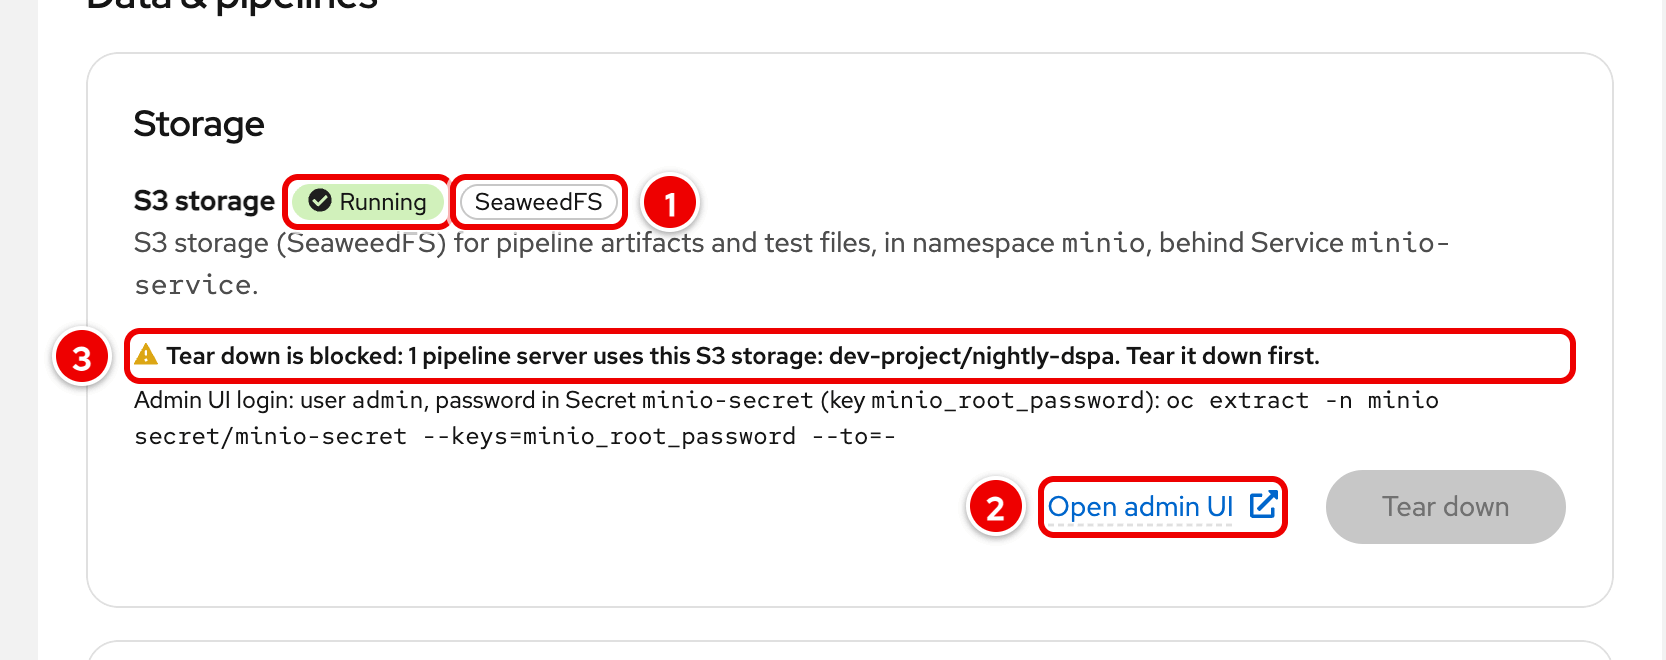 Data & pipelines
Storage
S3 storage Running SeaweedFS 1
S3 storage (SeaweedFS) for pipeline artifacts and test files, in namespace minio, behind Service minio-
service.
3 Tear down is blocked: 1 pipeline server uses this S3 storage: dev-project/nightly-dspa. Tear it down first.
Admin UI login: user admin, password in Secret minio-secret (key minio_root_password): oc extract -n minio
secret/minio-secret --keys=minio_root_password --to=-
2 Open admin UI Tear down